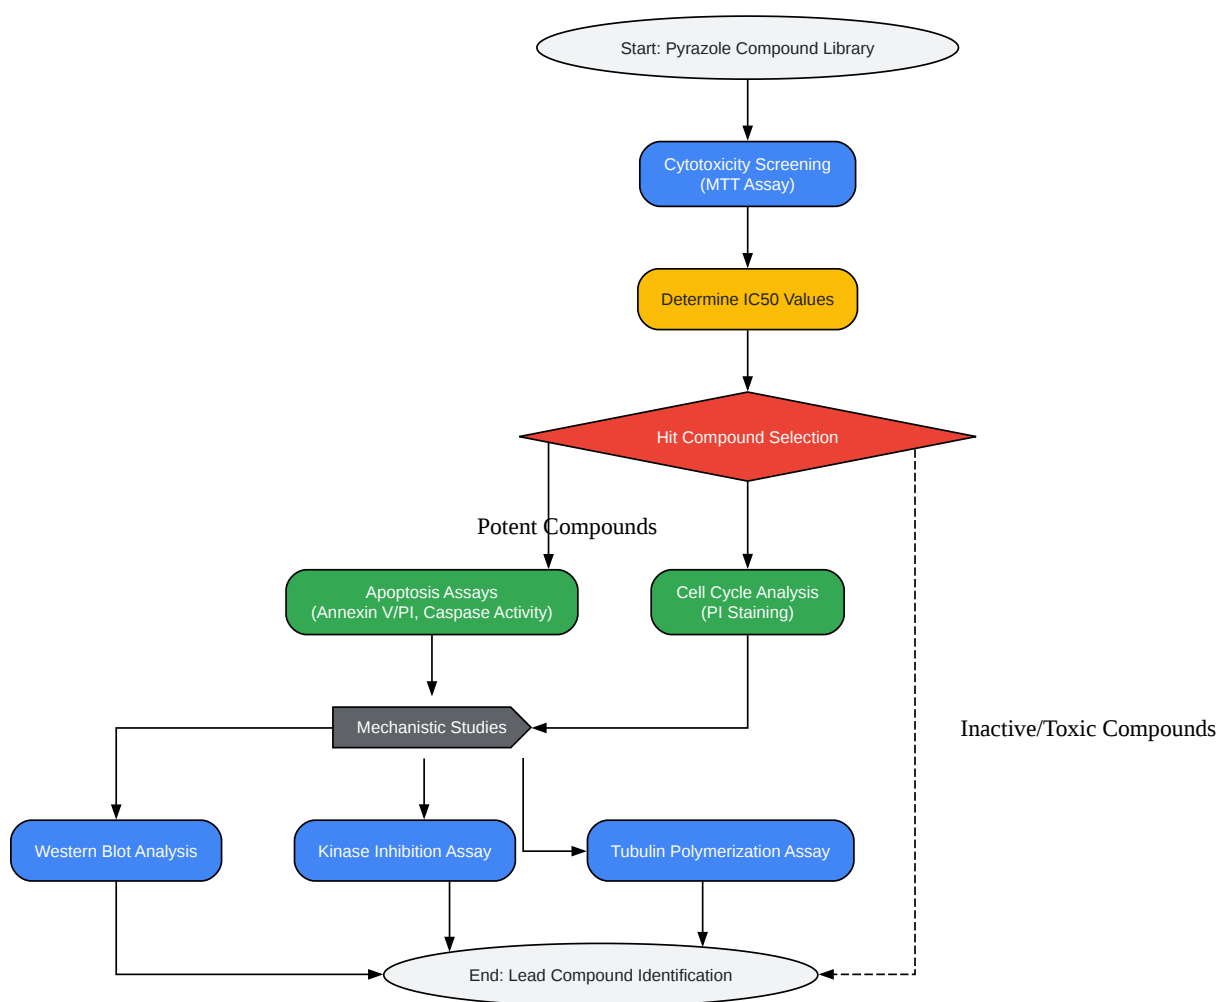 Start: Pyrazole Compound Library
Cytotoxicity Screening
(MTT Assay)
Determine IC50 Values
Hit Compound Selection
Potent Compounds
Apoptosis Assays
(Annexin V/PI, Caspase Activity)
Cell Cycle Analysis
(PI Staining)
Mechanistic Studies
Inactive/Toxic Compounds
Western Blot Analysis
Kinase Inhibition Assay
Tubulin Polymerization Assay
End: Lead Compound Identification